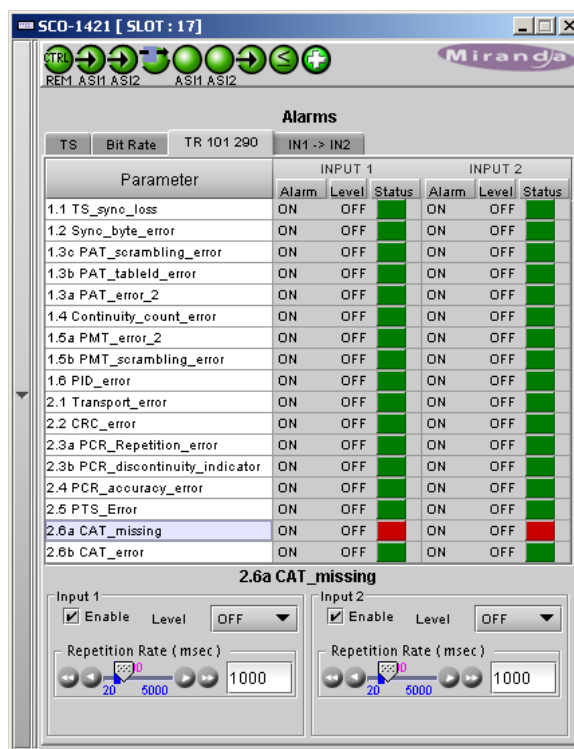 SCO-1421 [ SLOT : 17]
CTRL
REM ASI1 ASI2 ASI1 ASI2
Miranda
Alarms
TS Bit Rate TR 101 290 IN1 -> IN2
Parameter INPUT 1 INPUT 2
Alarm Level Status Alarm Level Status
1.1 TS_sync_loss ON OFF ON OFF
1.2 Sync_byte_error ON OFF ON OFF
1.3c PAT_scrambling_error ON OFF ON OFF
1.3b PAT_tableId_error ON OFF ON OFF
1.3a PAT_error_2 ON OFF ON OFF
1.4 Continuity_count_error ON OFF ON OFF
1.5a PMT_error_2 ON OFF ON OFF
1.5b PMT_scrambling_error ON OFF ON OFF
1.6 PID_error ON OFF ON OFF
2.1 Transport_error ON OFF ON OFF
2.2 CRC_error ON OFF ON OFF
2.3a PCR_Repetition_error ON OFF ON OFF
2.3b PCR_discontinuity_indicator ON OFF ON OFF
2.4 PCR_accuracy_error ON OFF ON OFF
2.5 PTS_Error ON OFF ON OFF
2.6a CAT_missing ON OFF ON OFF
2.6b CAT_error ON OFF ON OFF
2.6a CAT_missing
Input 1
Enable Level OFF
Repetition Rate ( msec )
1000
20 5000
Input 2
Enable Level OFF
Repetition Rate ( msec )
1000
20 5000